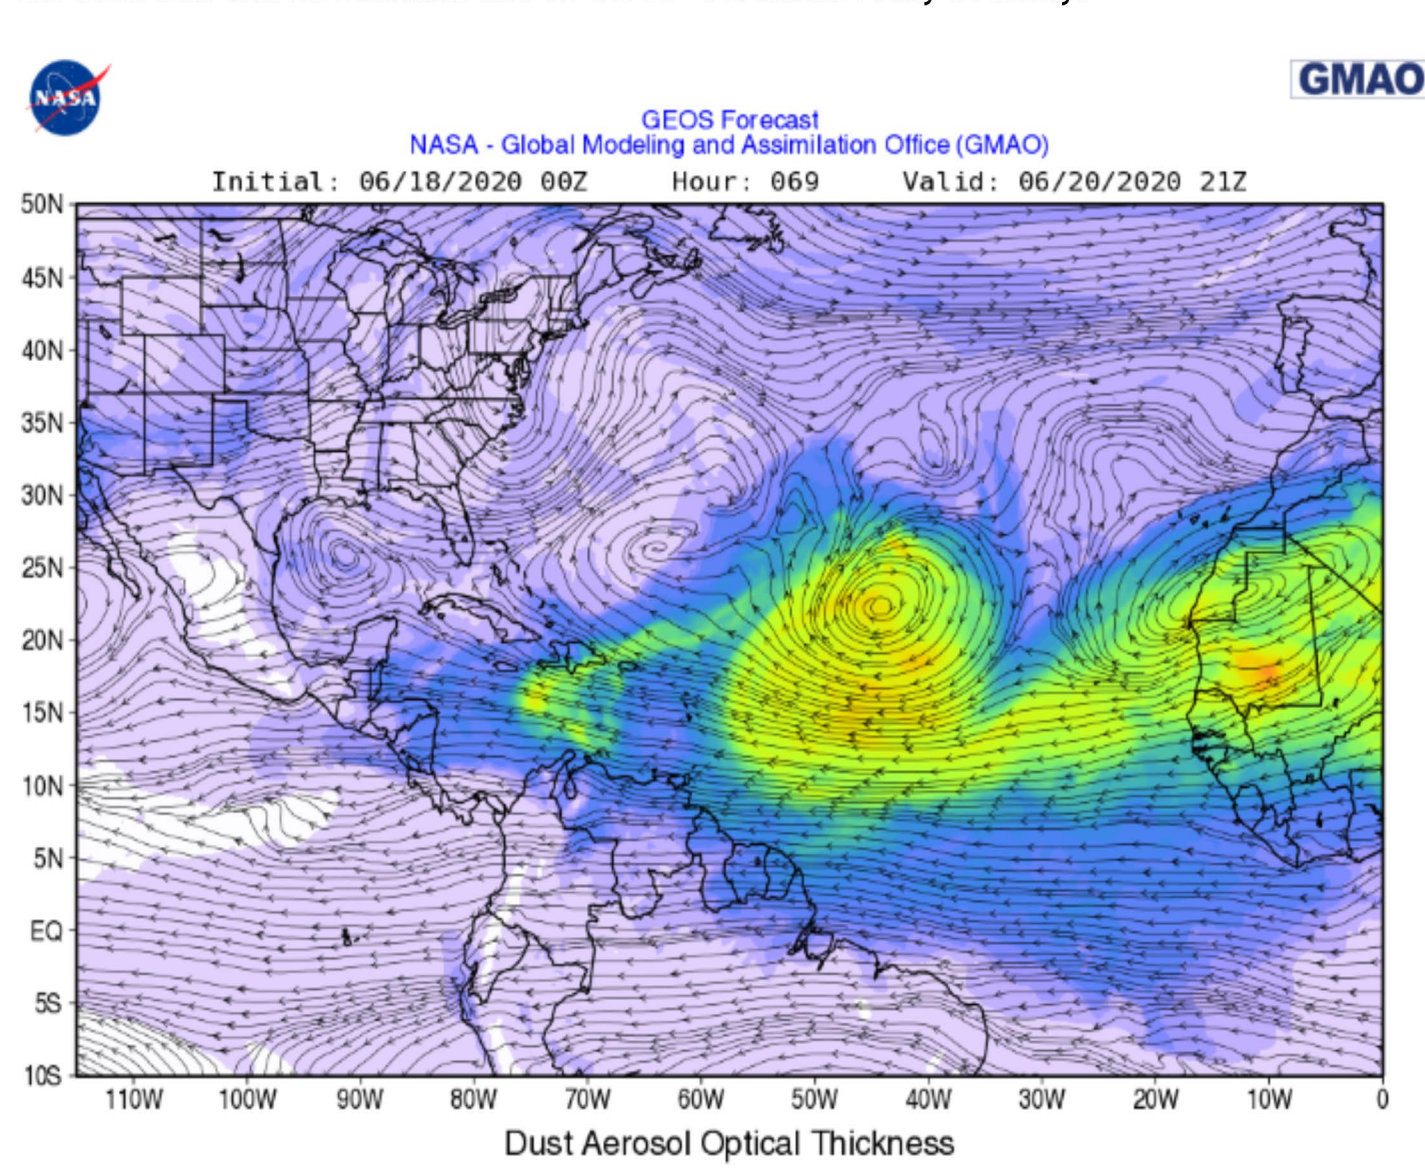 NASA
GMAO
GEOS Forecast
NASA - Global Modeling and Assimilation Office (GMAO)
Initial: 06/18/2020 00Z Hour: 069 Valid: 06/20/2020 21Z
50N
45N
40N
35N
30N
25N
20N
15N
10N
5N
EQ
5S
10S
110W 100W 90W 80W 70W 60W 50W 40W 30W 20W 10W 0
Dust Aerosol Optical Thickness